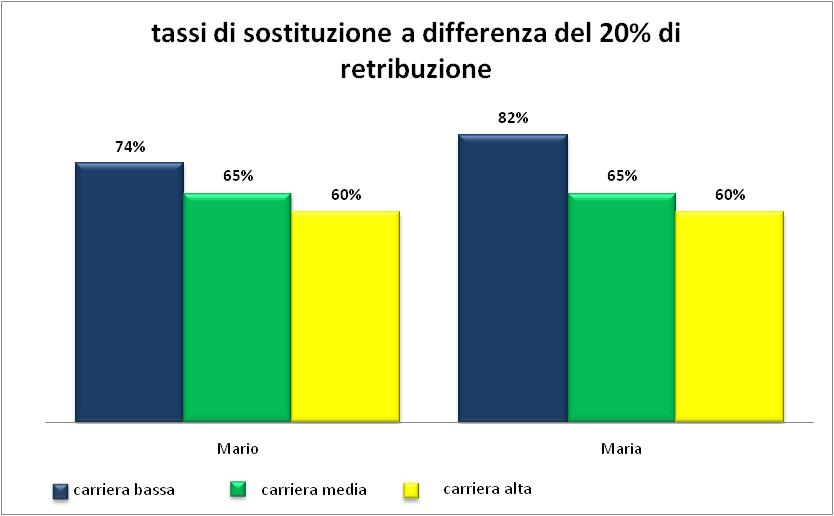 tassi di sostituzione a differenza del 20% di
retribuzione
82%
74%
65%
65%
60%
60%
Mario
Maria
carriera bassa
carriera media
carriera alta